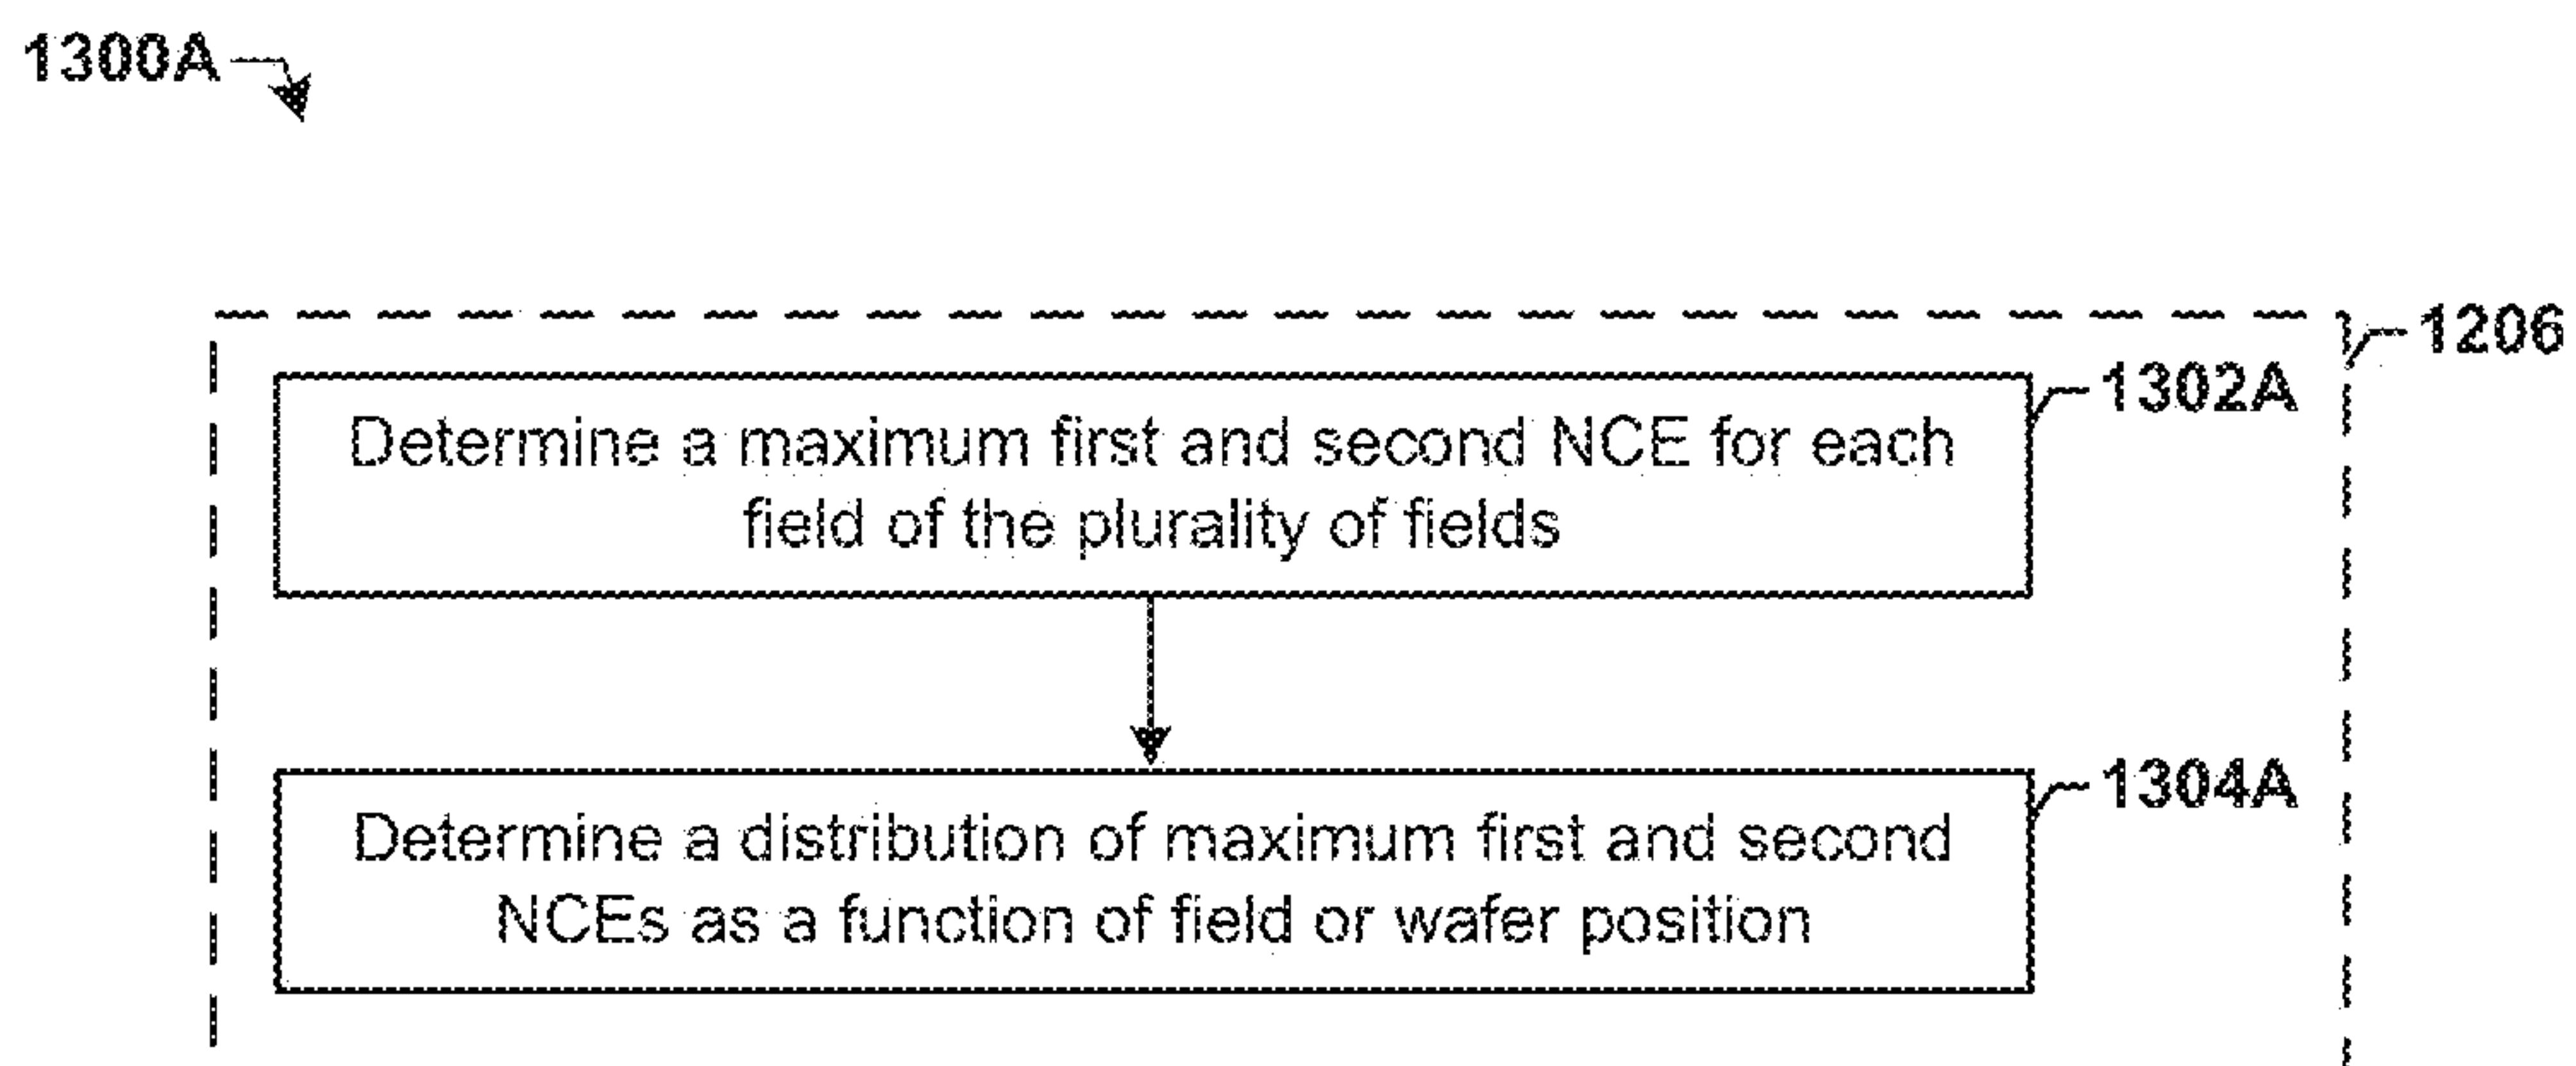 1300A
1206
1302A
Determine a maximum first and second NCE for each
field of the plurality of fields
1304A
Determine a distribution of maximum first and second
NCEs as a function of field or wafer position